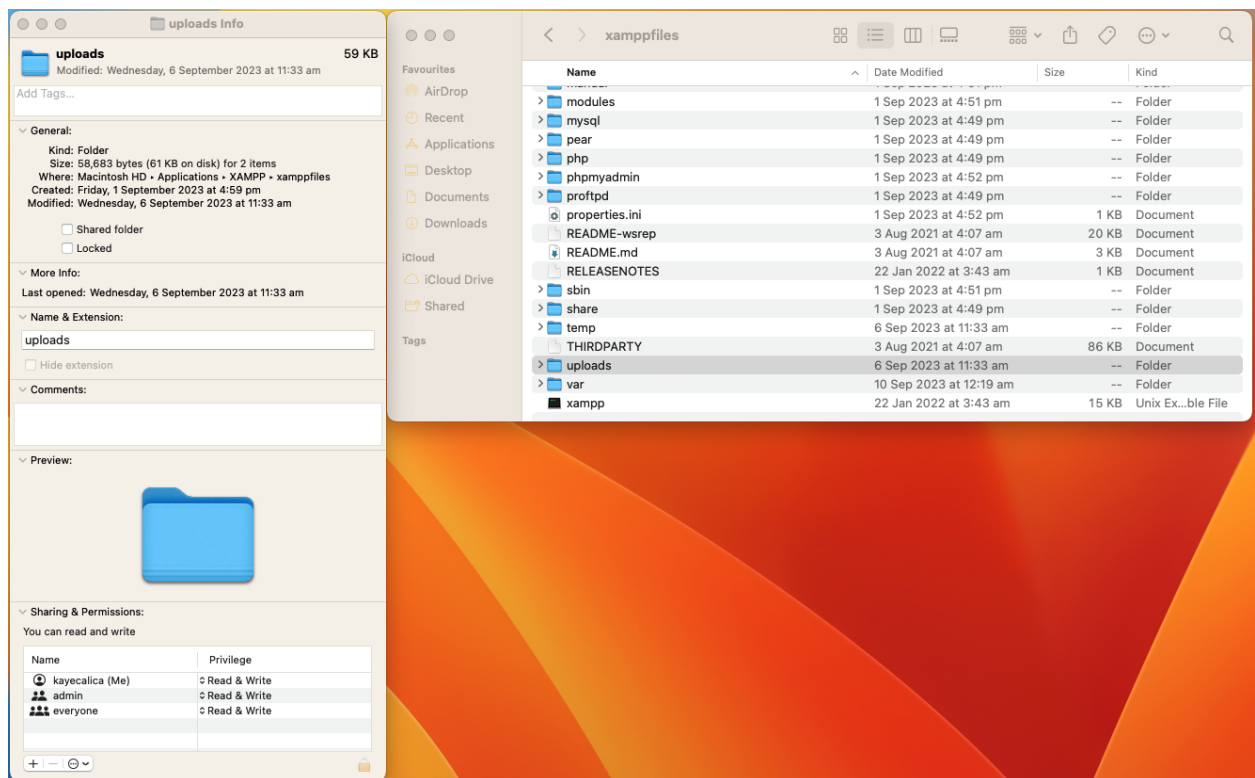 uploads Info
uploads 59 KB
Modified: Wednesday, 6 September 2023 at 11:33 am
Add Tags...
General:
Kind: Folder
Size: 58,683 bytes (61 KB on disk) for 2 items
Where: Macintosh HD ▸ Applications ▸ XAMPP ▸ xamppfiles
Created: Friday, 1 September 2023 at 4:59 pm
Modified: Wednesday, 6 September 2023 at 11:33 am
Shared folder
Locked
More Info:
Last opened: Wednesday, 6 September 2023 at 11:33 am
Name & Extension:
uploads
Hide extension
Comments:
Preview:
Sharing & Permissions:
You can read and write
Name Privilege
kayecalica (Me) Read & Write
admin Read & Write
everyone Read & Write
xamppfiles
Favourites
AirDrop
Recent
Applications
Desktop
Documents
Downloads
iCloud
iCloud Drive
Shared
Tags
Name Date Modified Size Kind
modules 1 Sep 2023 at 4:51 pm -- Folder
mysql 1 Sep 2023 at 4:49 pm -- Folder
pear 1 Sep 2023 at 4:49 pm -- Folder
php 1 Sep 2023 at 4:49 pm -- Folder
phpmyadmin 1 Sep 2023 at 4:52 pm -- Folder
proftpd 1 Sep 2023 at 4:49 pm -- Folder
properties.ini 1 Sep 2023 at 4:52 pm 1 KB Document
README-wsrep 3 Aug 2021 at 4:07 am 20 KB Document
README.md 3 Aug 2021 at 4:07 am 3 KB Document
RELEASENOTES 22 Jan 2022 at 3:43 am 1 KB Document
sbin 1 Sep 2023 at 4:51 pm -- Folder
share 1 Sep 2023 at 4:49 pm -- Folder
temp 6 Sep 2023 at 11:33 am -- Folder
THIRDPARTY 3 Aug 2021 at 4:07 am 86 KB Document
uploads 6 Sep 2023 at 11:33 am -- Folder
var 10 Sep 2023 at 12:19 am -- Folder
xampp 22 Jan 2022 at 3:43 am 15 KB Unix Ex...ble File